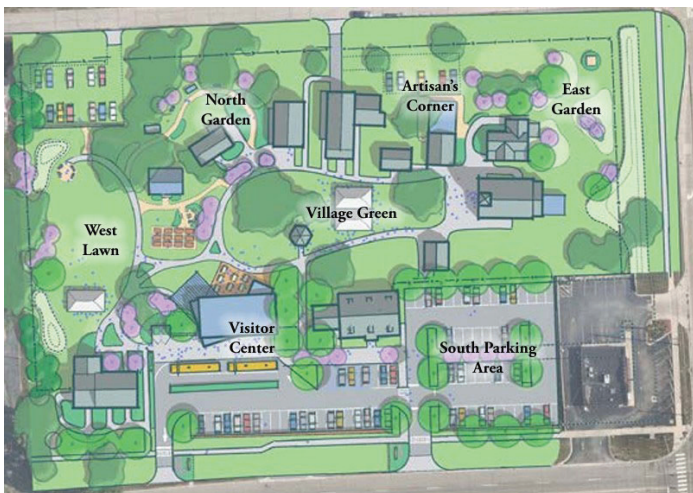 North
Garden
Artisan's
Corner
East
Garden
Village Green
West
Lawn
Visitor
Center
South Parking
Area